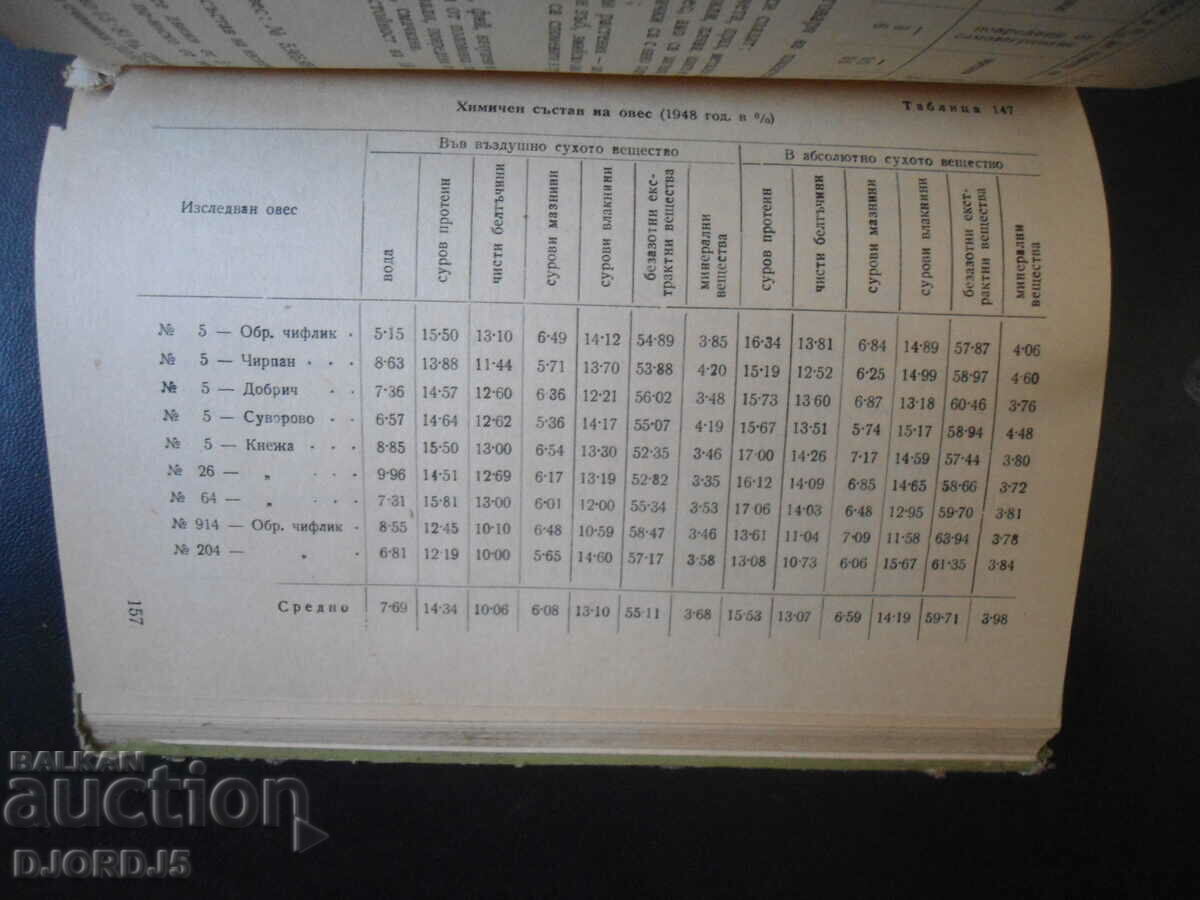 Таблица 147
Химичен състав на овес (1948 год. в %)
Изследван овес
Във въздушно сухото вещество
В абсолютно сухото вещество
вода
суров протеин
чисти белтъчини
сурови мазнини
сурови влакнини
безазотни екс-
трактни вещества
минерални
вещества
суров протеин
чисти белтъчини
сурови мазнини
сурови влакнини
безазотни екст-
рактни вещества
минерални
вещества
№ 5 — Обр. чифлик · 5·15 15·50 13·10 6·49 14·12 54·89 3·85 16·34 13·81 6·84 14·89 57·87 4·06
№ 5 — Чирпан · · · 8·63 13·88 11·44 5·71 13·70 53·88 4·20 15·19 12·52 6·25 14·99 58·97 4·60
№ 5 — Добрич · · 7·36 14·57 12·60 6·36 12·21 56·02 3·48 15·73 13 60 6·87 13·18 60·46 3·76
№ 5 — Суворово · · 6·57 14·64 12·62 5·36 14·17 55·07 4·19 15·67 13·51 5·74 15·17 58·94 4·48
№ 5 — Кнежа · · · 8·85 15·50 13·00 6·54 13·30 52·35 3·46 17·00 14·26 7·17 14·59 57·44 3·80
№ 26 — „ · · · 9·96 14·51 12·69 6·17 13·19 52·82 3·35 16·12 14·09 6·85 14·65 58·66 3·72
№ 64 — „ · · · 7·31 15·81 13·00 6·01 12·00 55·34 3·53 17·06 14·03 6·48 12·95 59·70 3·81
№ 914 — Обр. чифлик · 8·55 12·45 10·10 6·48 10·59 58·47 3·46 13·61 11·04 7·09 11·58 63·94 3·78
№ 204 — „ · 6·81 12·19 10·00 5·65 14·60 57·17 3·58 13·08 10·73 6·06 15·67 61·35 3·84
Средно 7·69 14·34 10·06 6·08 13·10 55·11 3·68 15·53 13·07 6·59 14·19 59·71 3·98
157
BALKAN
auction
DJORDJ5